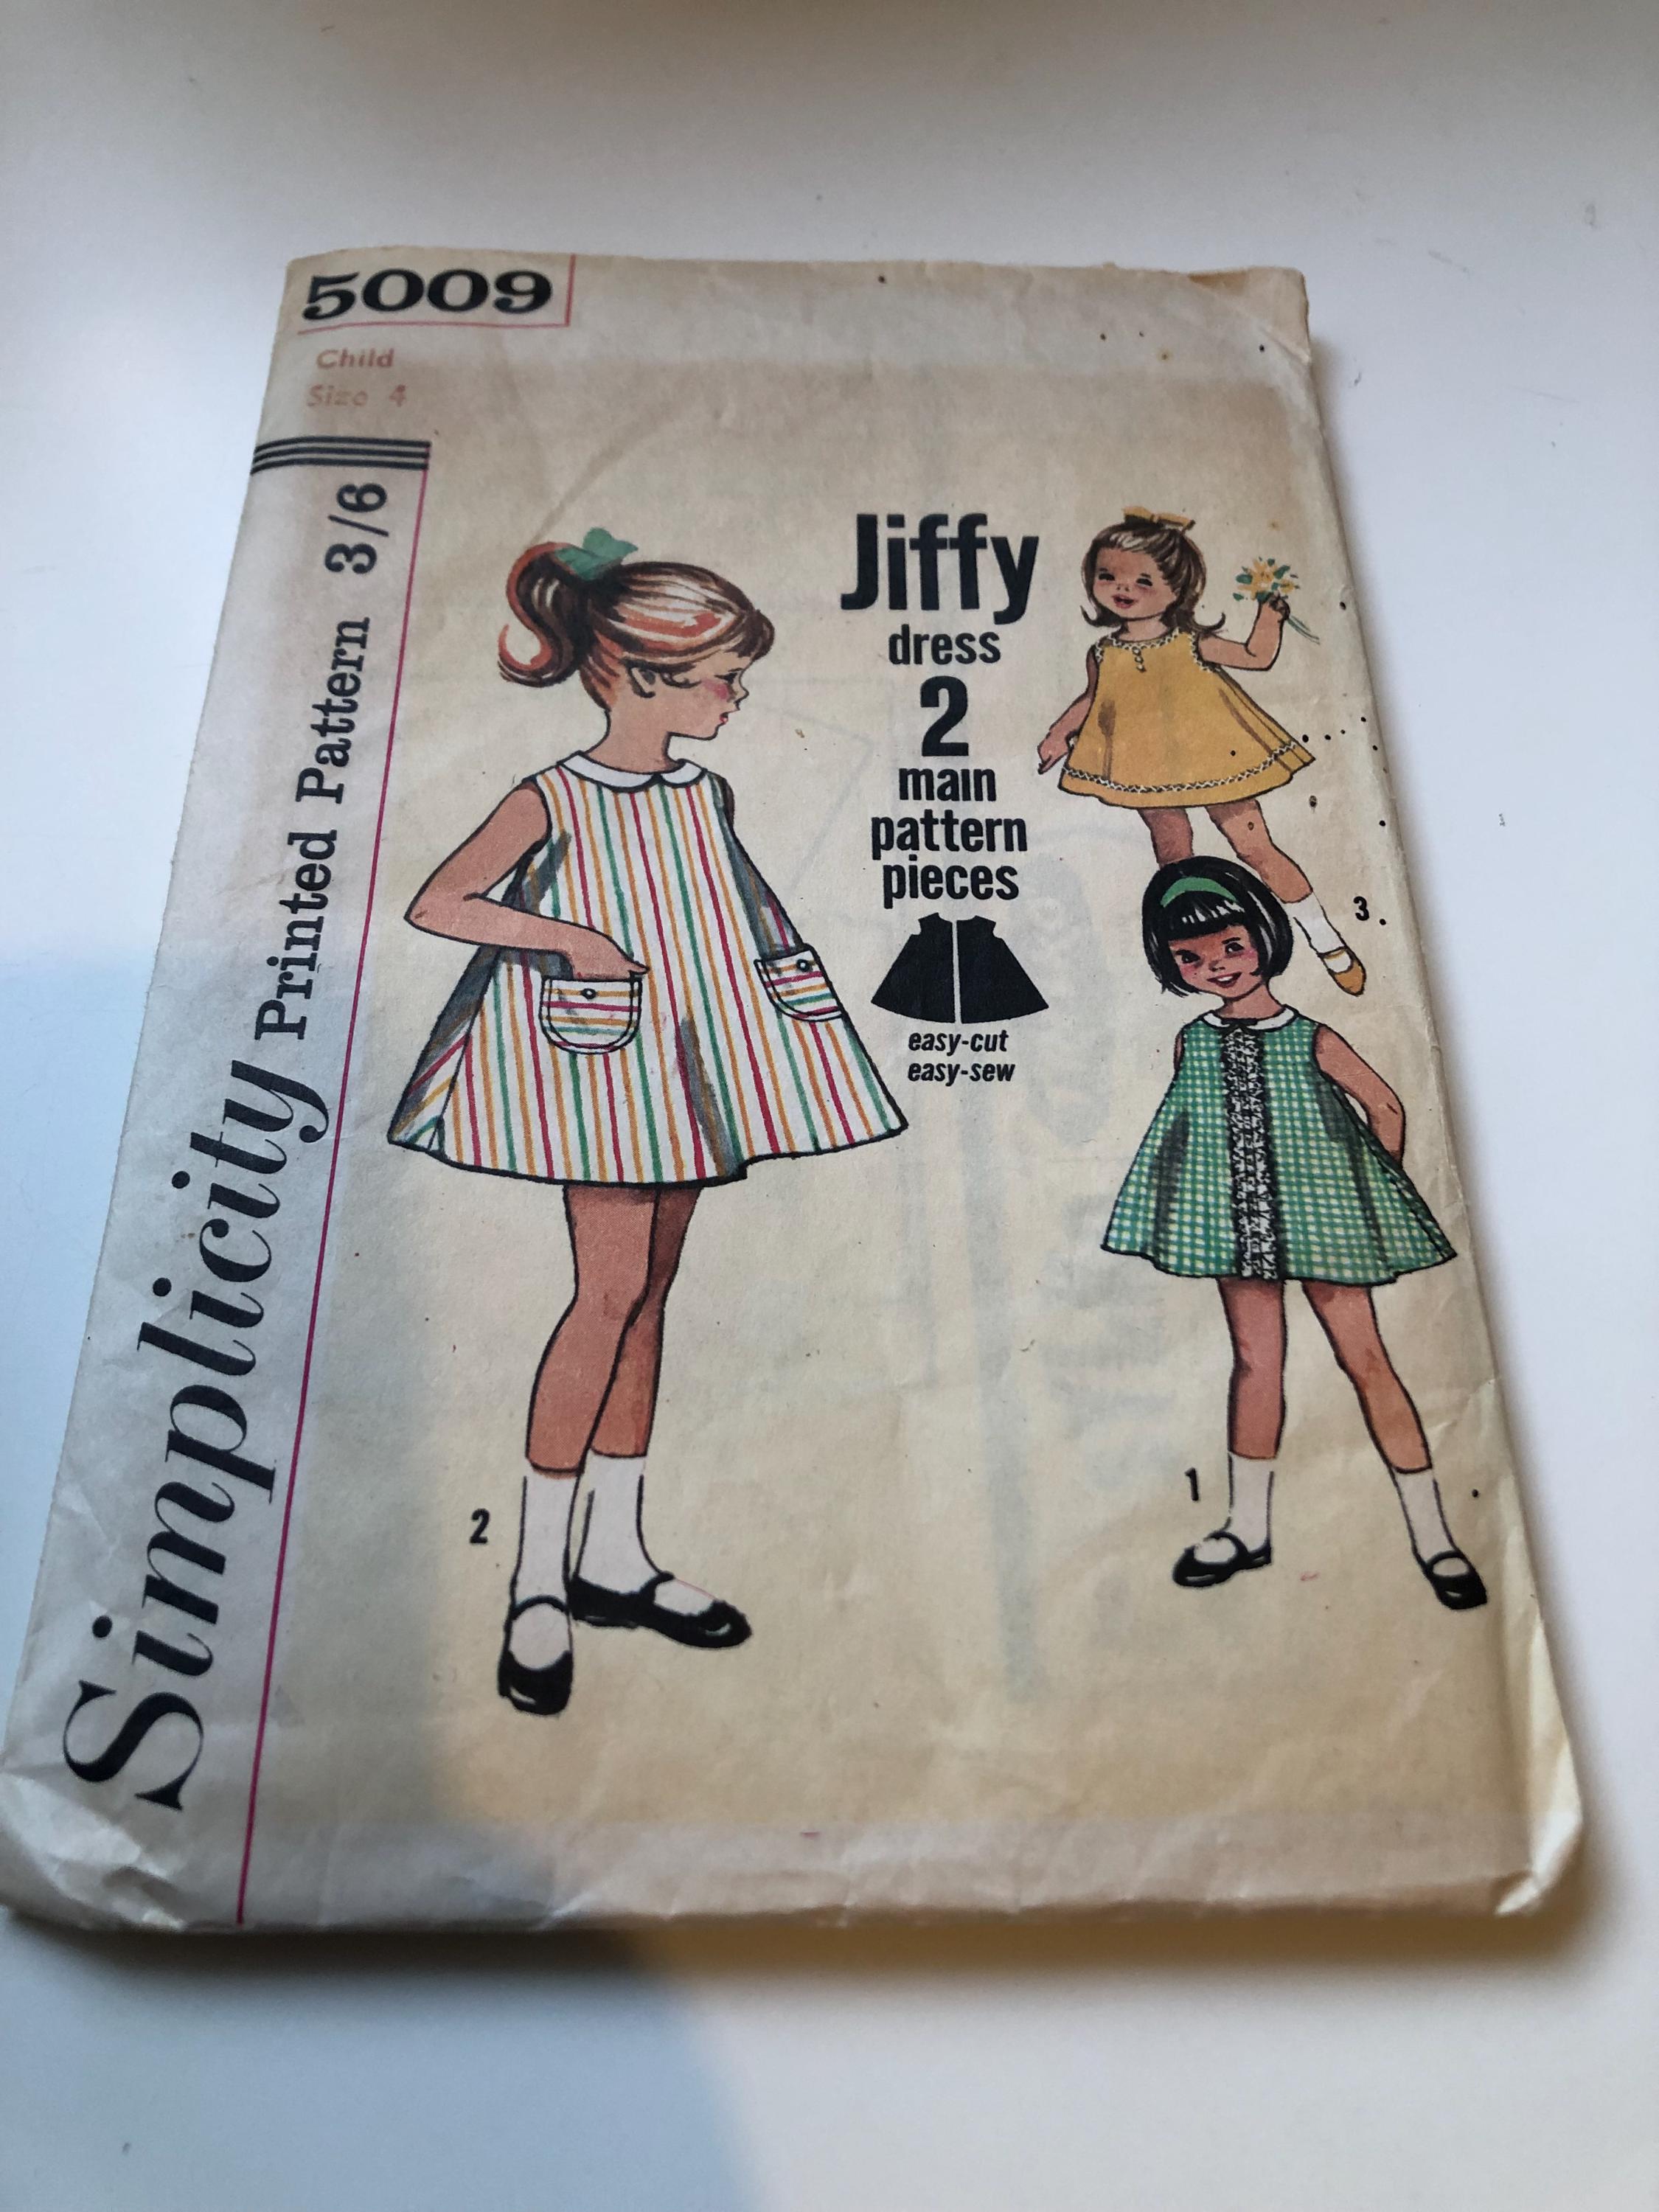 5009
Child
Size 4
Simplicity Printed Pattern 3/6
Jiffy
dress
2
main
pattern
pieces
easy-cut
easy-sew
3
2
1